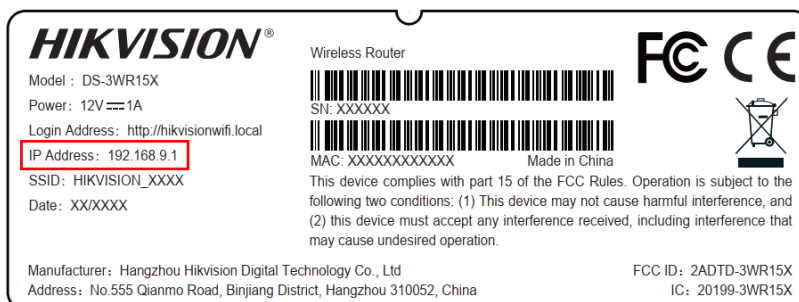 HIKVISION®
Model： DS-3WR15X
Power：12V⎓1A
Login Address：http://hikvisionwifi.local
IP Address：192.168.9.1
SSID：HIKVISION_XXXX
Date：XX/XXXX
Wireless Router
SN: XXXXXX
MAC: XXXXXXXXXXXX Made in China
This device complies with part 15 of the FCC Rules. Operation is subject to the
following two conditions: (1) This device may not cause harmful interference, and
(2) this device must accept any interference received, including interference that
may cause undesired operation.
FC CE
Manufacturer：Hangzhou Hikvision Digital Technology Co., Ltd
Address：No.555 Qianmo Road, Binjiang District, Hangzhou 310052, China
FCC ID：2ADTD-3WR15X
IC：20199-3WR15X